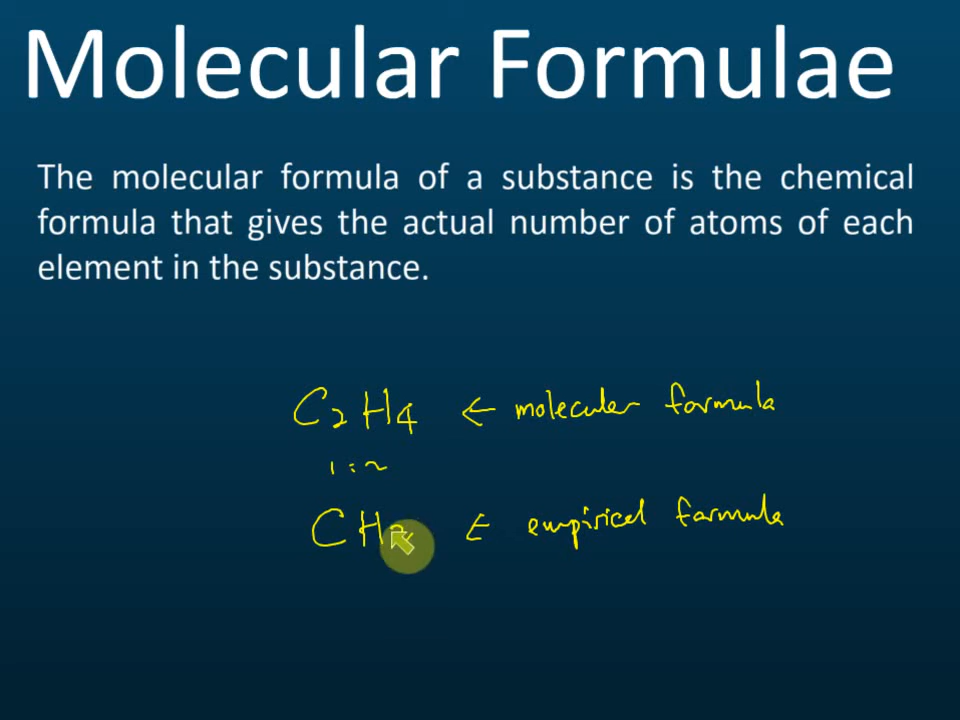 Molecular Formulae
The molecular formula of a substance is the chemical
formula that gives the actual number of atoms of each
element in the substance.
C2H4 ← molecular formula
1:2
CH2 ← empirical formula